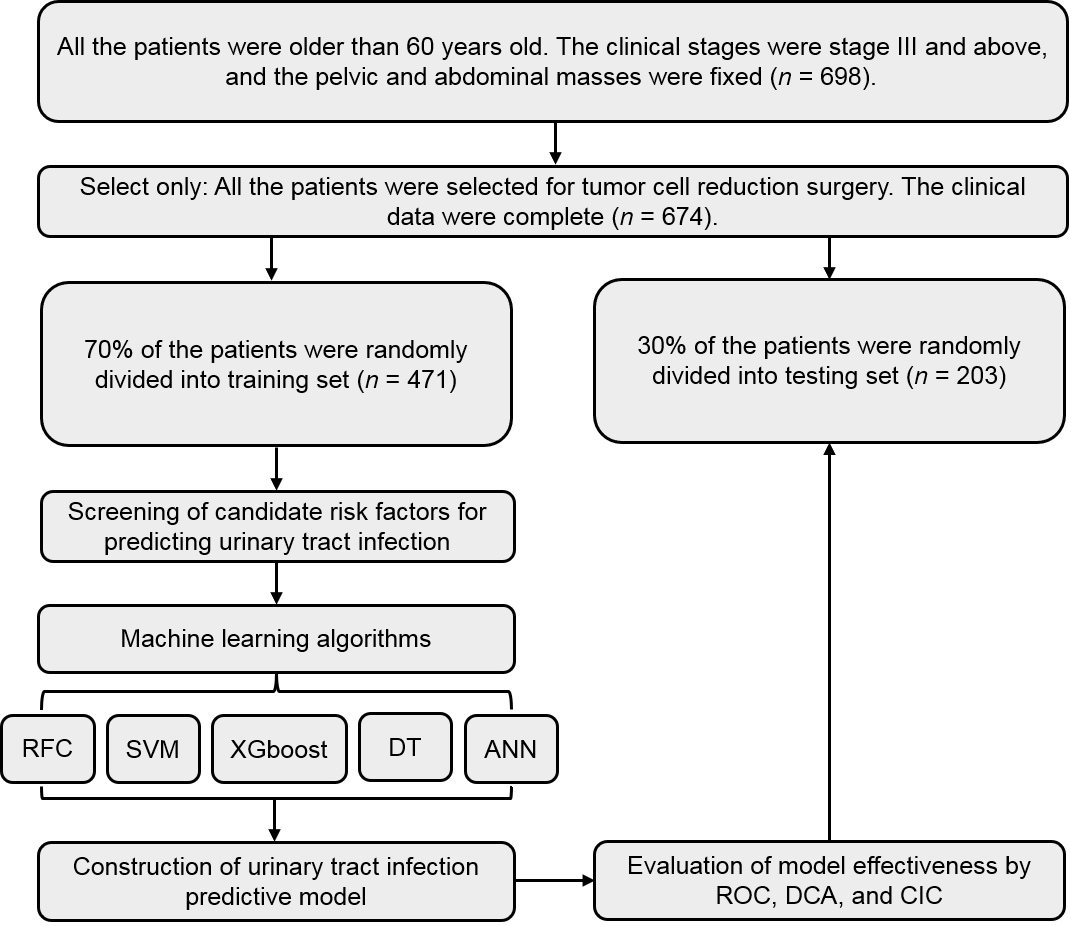 All the patients were older than 60 years old. The clinical stages were stage III and above,
and the pelvic and abdominal masses were fixed (n = 698).
Select only: All the patients were selected for tumor cell reduction surgery. The clinical
data were complete (n = 674).
70% of the patients were randomly
divided into training set (n = 471)
30% of the patients were randomly
divided into testing set (n = 203)
Screening of candidate risk factors for
predicting urinary tract infection
Machine learning algorithms
RFC
SVM
XGboost
DT
ANN
Construction of urinary tract infection
predictive model
Evaluation of model effectiveness by
ROC, DCA, and CIC